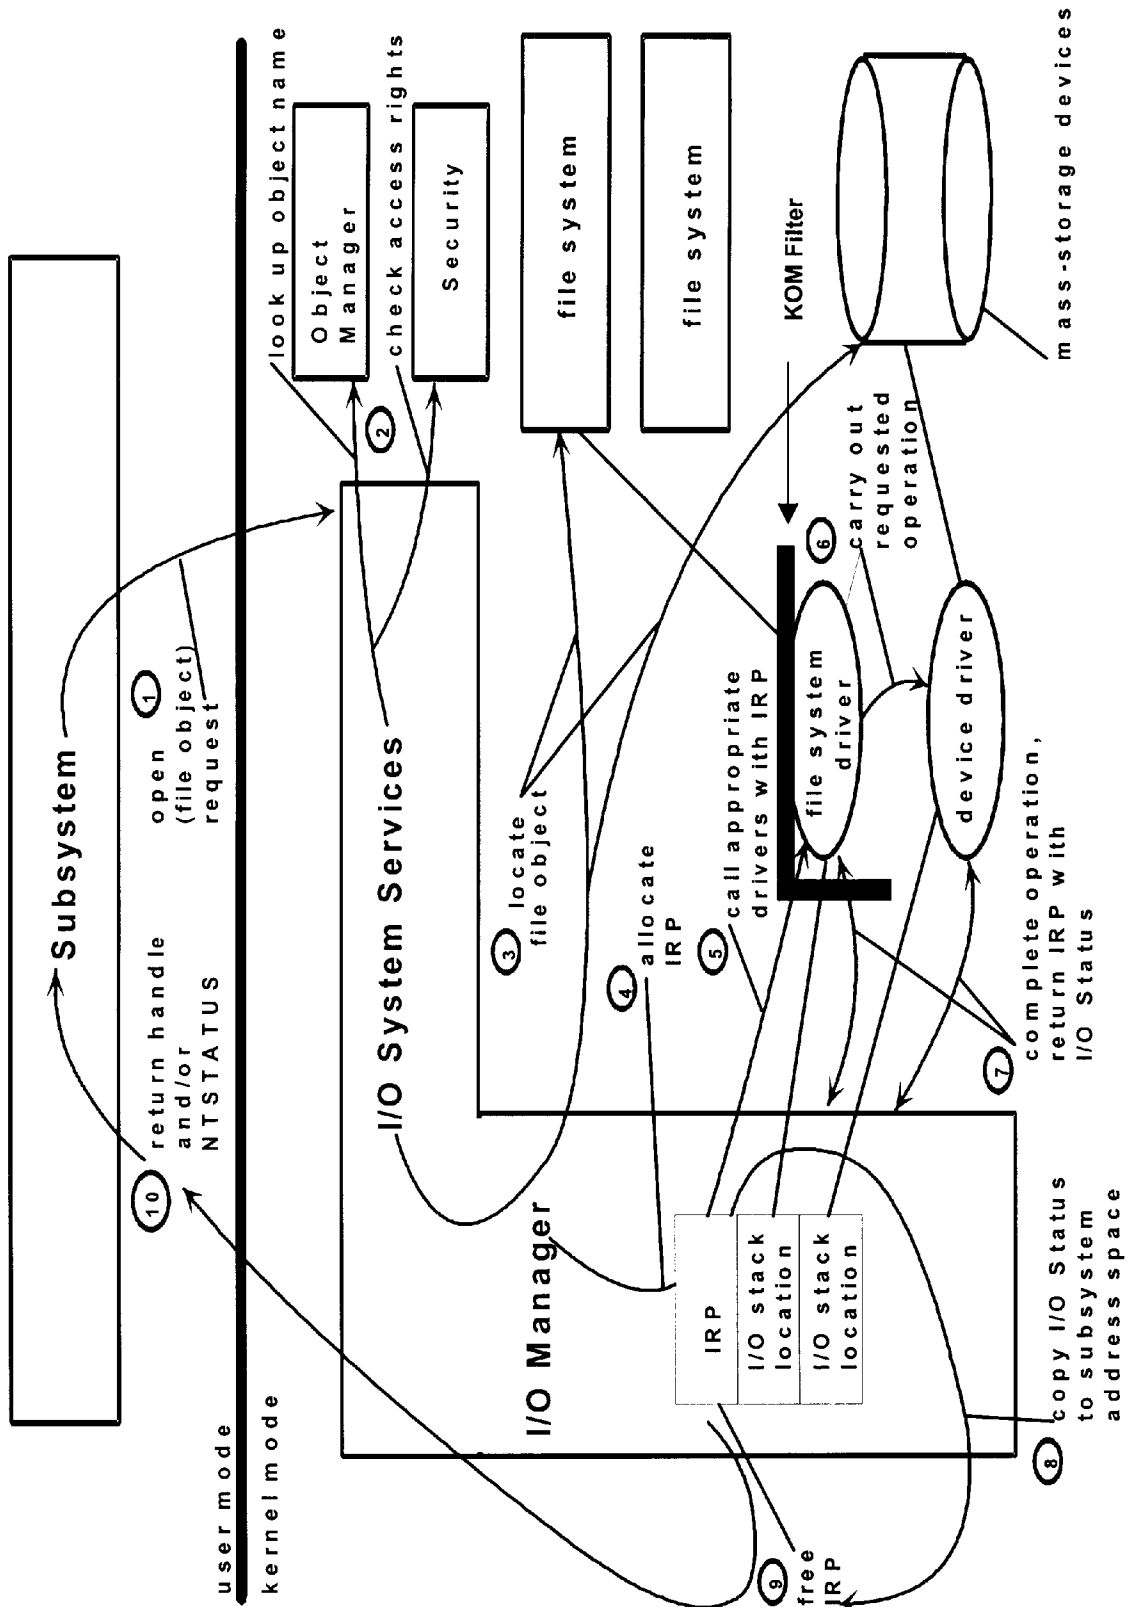 Subsystem
user mode
kernel mode
10
return handle
and/or
NTSTATUS
1
open
(file object)
request
look up object name
Object
Manager
2
check access rights
Security
I/O System Services
3
locate
file object
file system
file system
I/O Manager
4
allocate
IRP
IRP
I/O stack
location
I/O stack
location
5
call appropriate
drivers with IRP
KOM Filter
file system
driver
6
carry out
requested
operation
device driver
mass-storage devices
7
complete operation,
return IRP with
I/O Status
8
copy I/O Status
to subsystem
address space
9
free
IRP